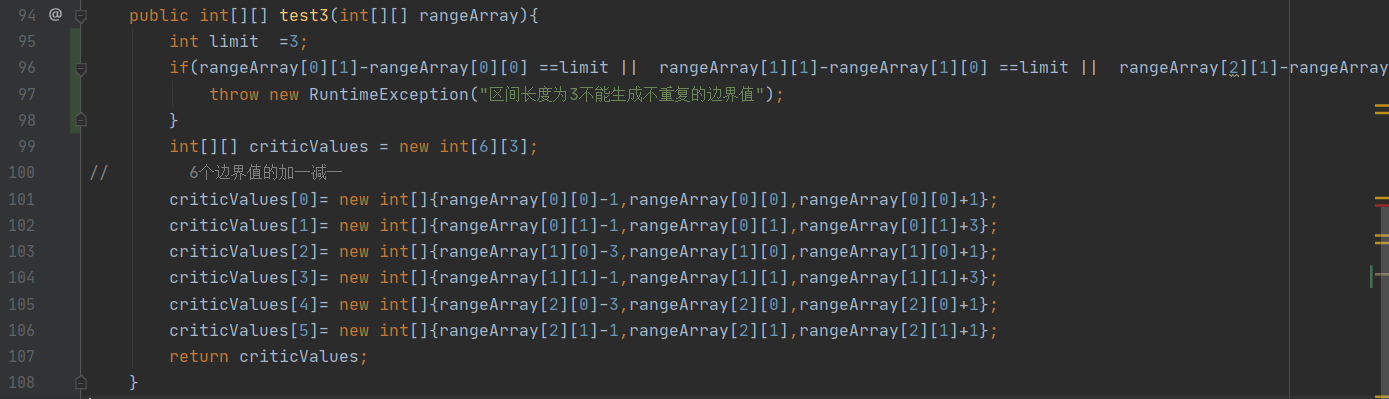 94 @ public int[][] test3(int[][] rangeArray){
95 int limit  =3;
96 if(rangeArray[0][1]-rangeArray[0][0] ==limit ||  rangeArray[1][1]-rangeArray[1][0] ==limit ||  rangeArray[2][1]-rangeArray
97 throw new RuntimeException("区间长度为3不能生成不重复的边界值");
98 }
99 int[][] criticValues = new int[6][3];
100 //        6个边界值的加一减一
101 criticValues[0]= new int[]{rangeArray[0][0]-1,rangeArray[0][0],rangeArray[0][0]+1};
102 criticValues[1]= new int[]{rangeArray[0][1]-1,rangeArray[0][1],rangeArray[0][1]+3};
103 criticValues[2]= new int[]{rangeArray[1][0]-3,rangeArray[1][0],rangeArray[1][0]+1};
104 criticValues[3]= new int[]{rangeArray[1][1]-1,rangeArray[1][1],rangeArray[1][1]+3};
105 criticValues[4]= new int[]{rangeArray[2][0]-3,rangeArray[2][0],rangeArray[2][0]+1};
106 criticValues[5]= new int[]{rangeArray[2][1]-1,rangeArray[2][1],rangeArray[2][1]+1};
107 return criticValues;
108 }